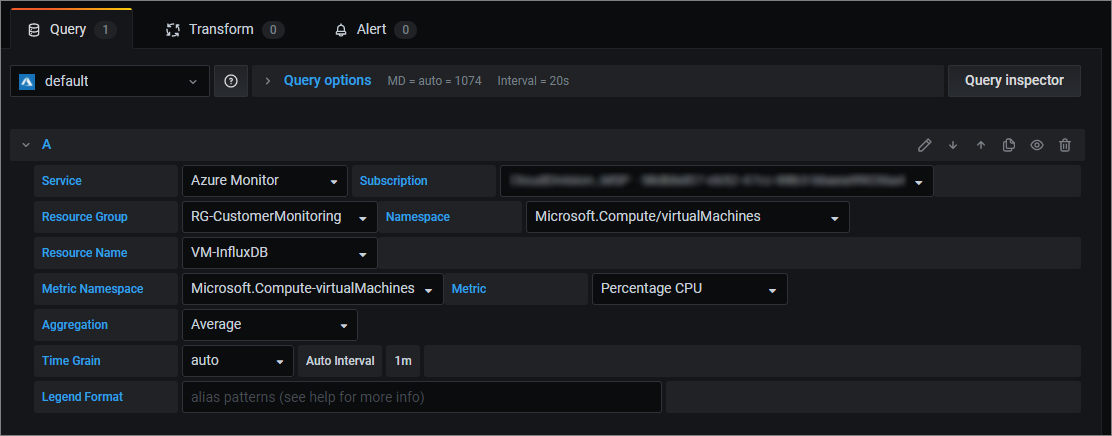 Query 1 Transform 0 Alert 0
default Query options MD = auto = 1074 Interval = 20s Query inspector
A
Service Azure Monitor Subscription
Resource Group RG-CustomerMonitoring Namespace Microsoft.Compute/virtualMachines
Resource Name VM-InfluxDB
Metric Namespace Microsoft.Compute-virtualMachines Metric Percentage CPU
Aggregation Average
Time Grain auto Auto Interval 1m
Legend Format alias patterns (see help for more info)